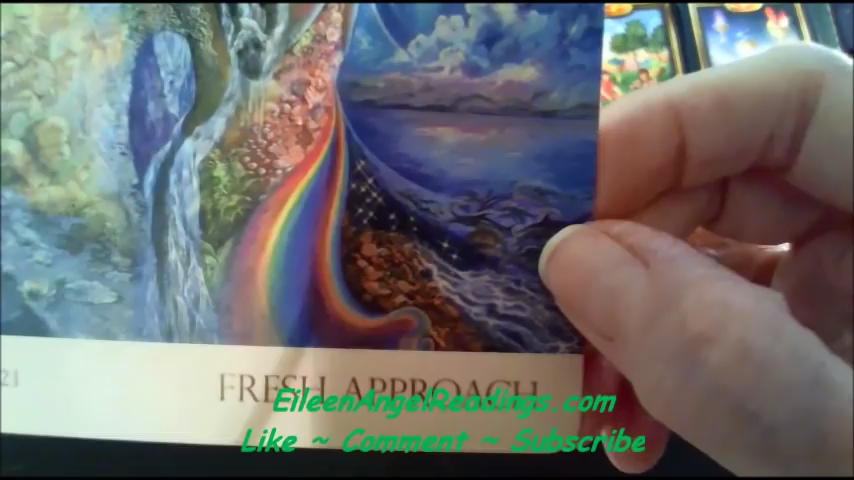 21
FRESH APPROACH
EileenAngelReadings.com
Like ~ Comment ~ Subscribe